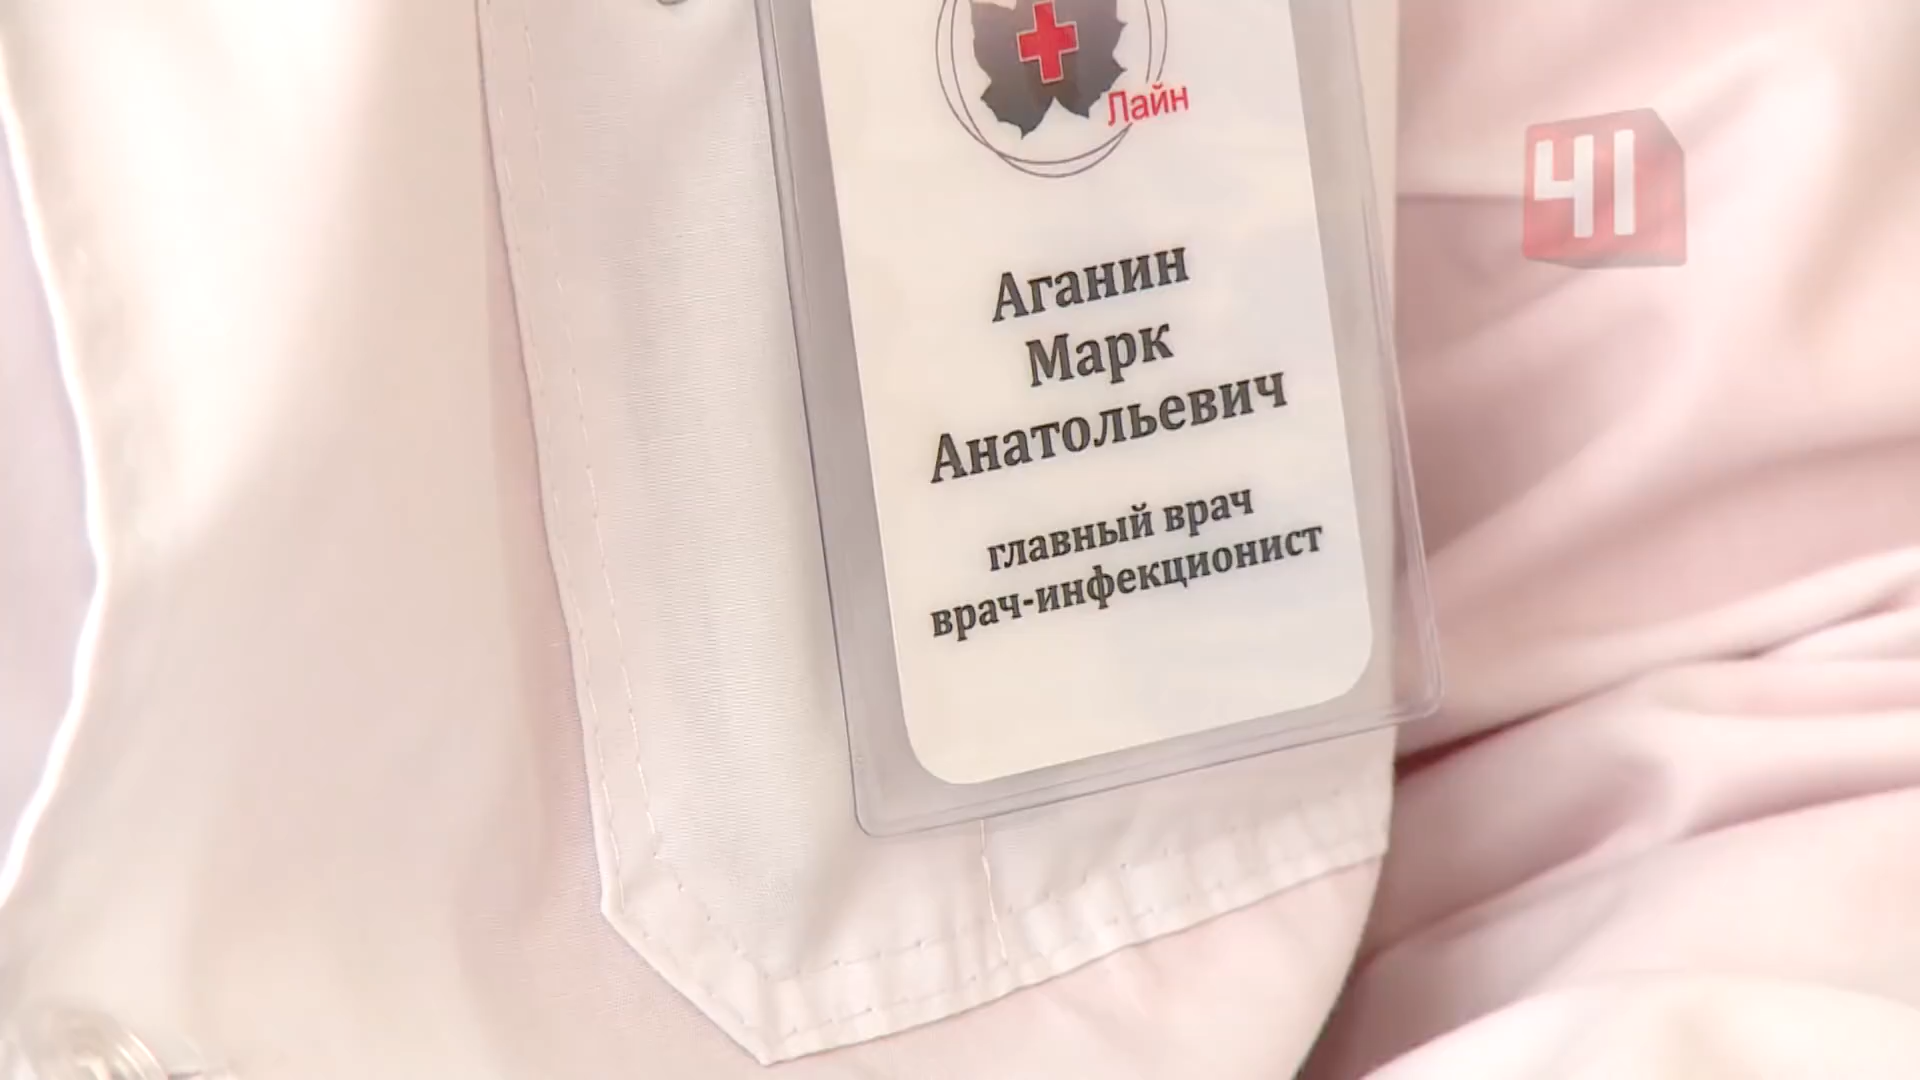 Лайн
41
Аганин
Марк
Анатольевич
главный врач
врач-инфекционист